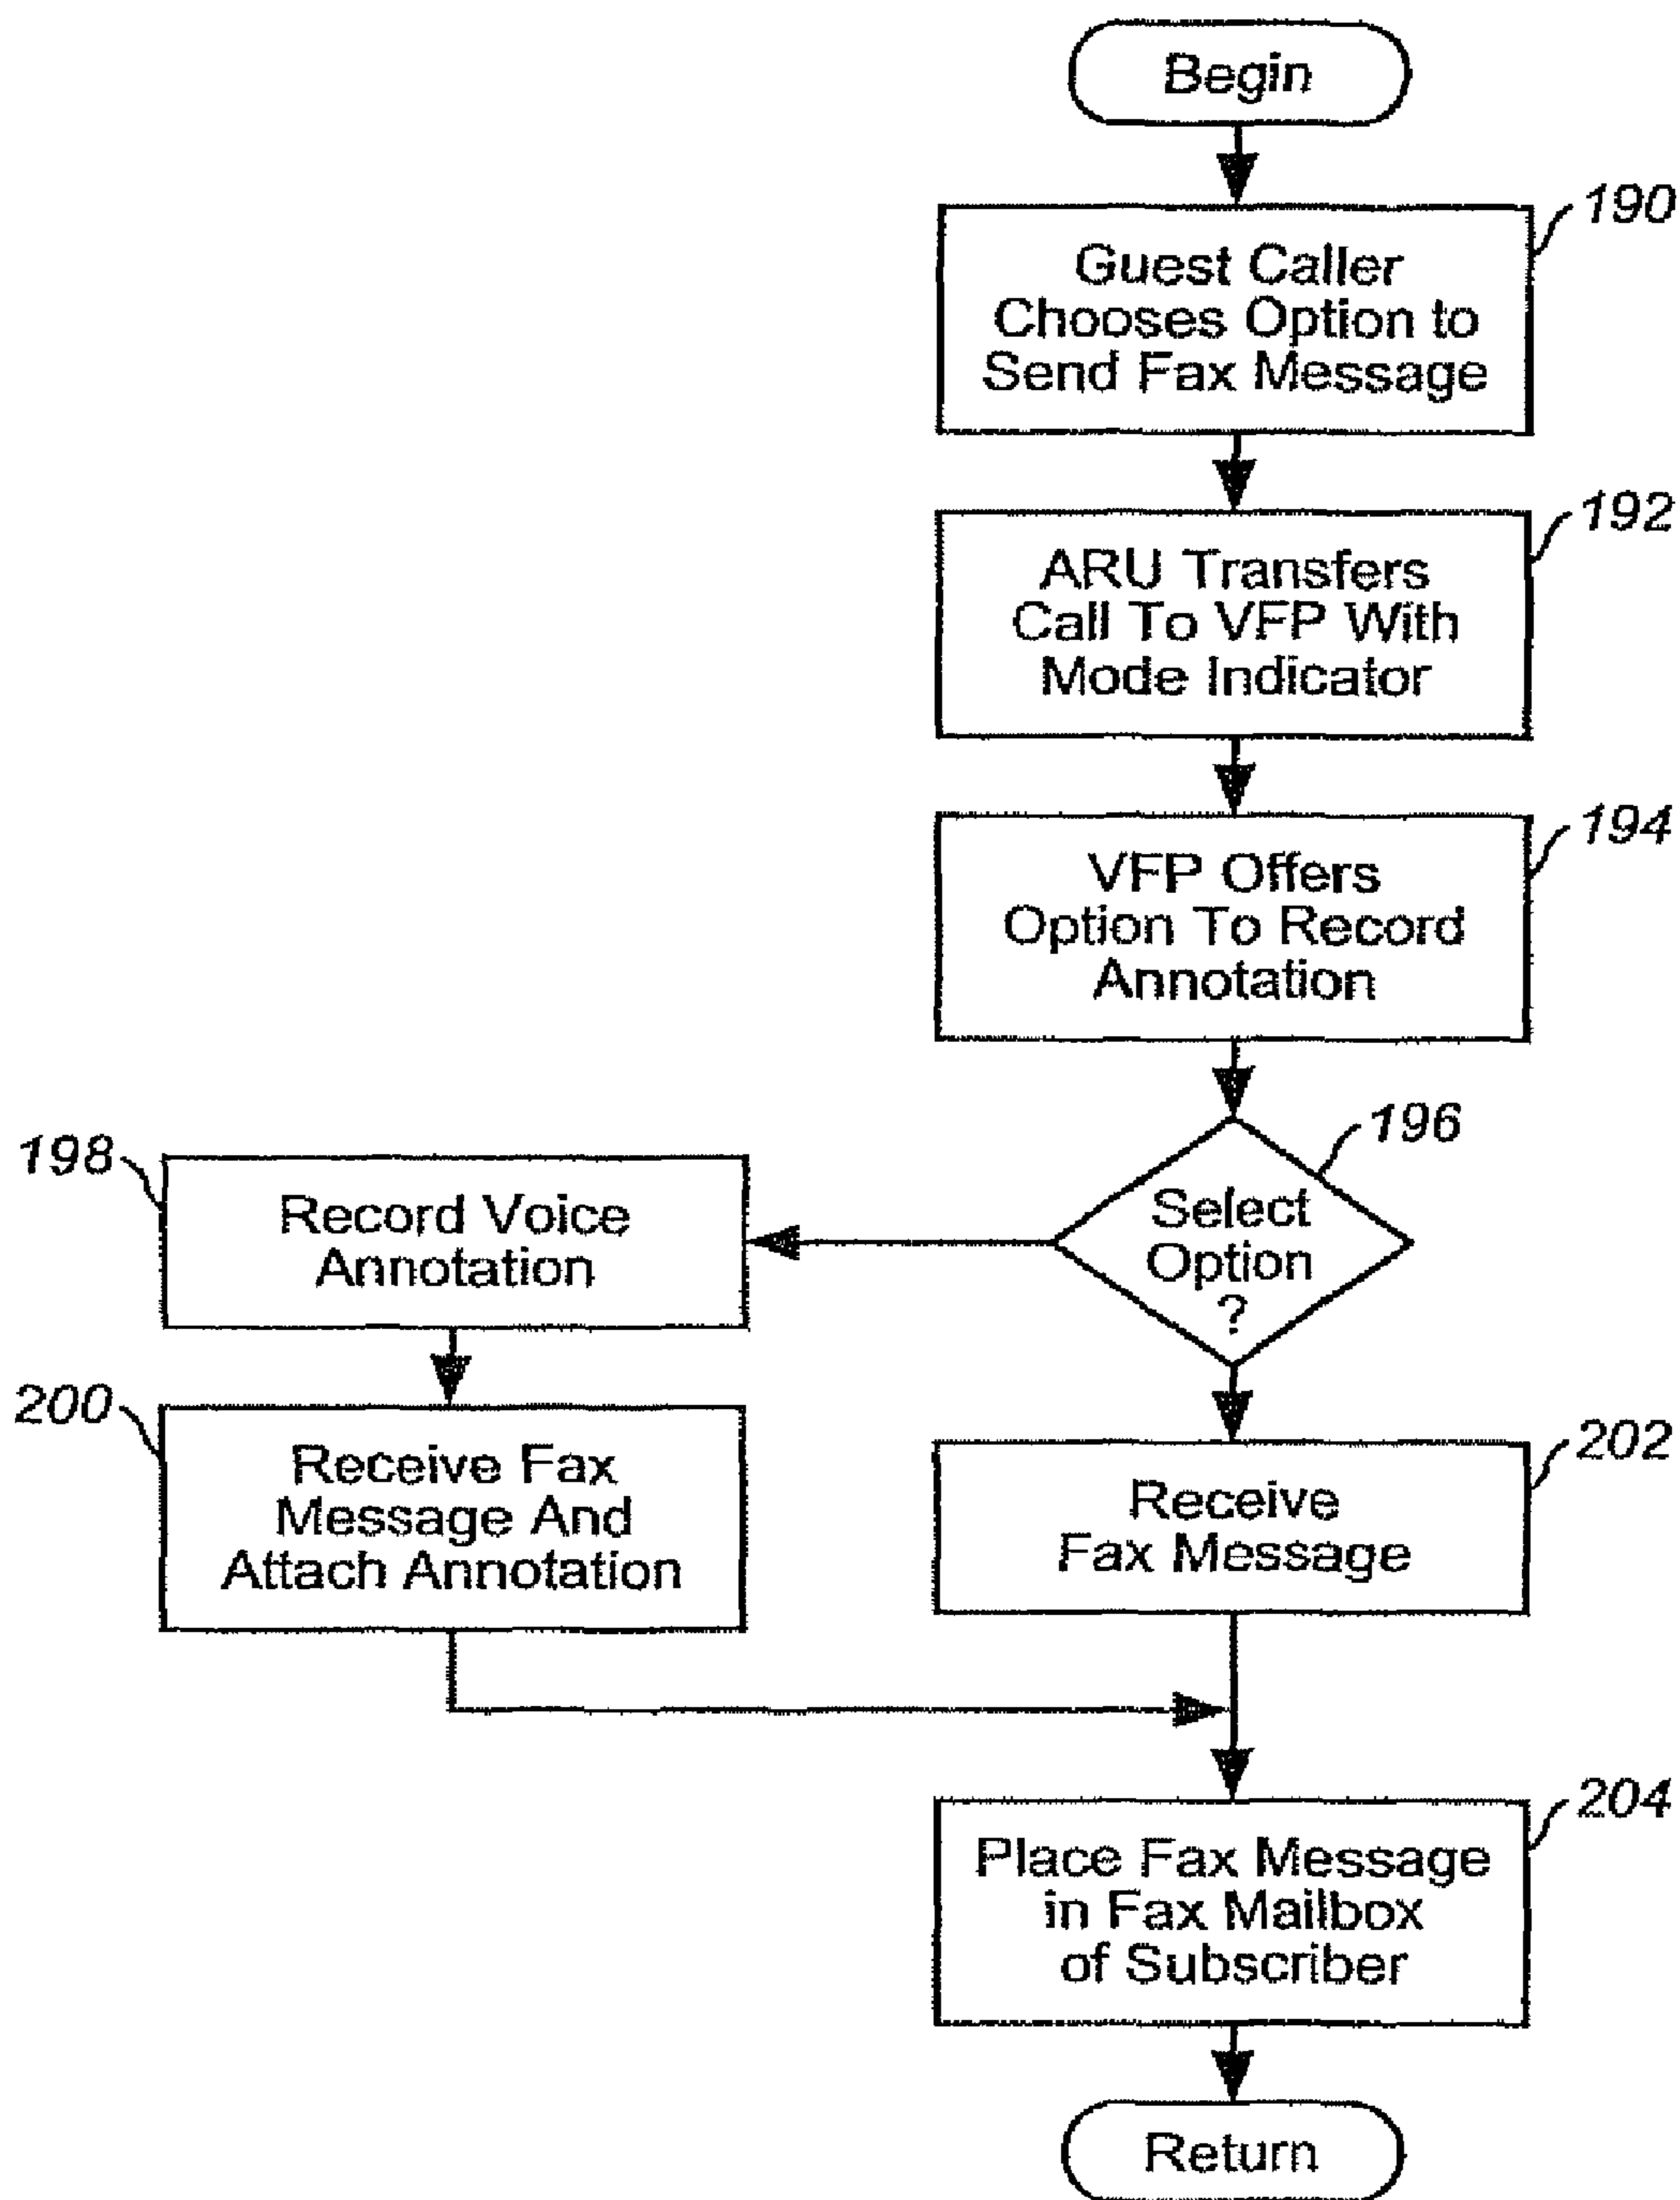 Begin
190
Guest Caller
Chooses Option to
Send Fax Message
192
ARU Transfers
Call To VFP With
Mode Indicator
194
VFP Offers
Option To Record
Annotation
196
Select
Option
?
198
Record Voice
Annotation
200
Receive Fax
Message And
Attach Annotation
202
Receive
Fax Message
204
Place Fax Message
in Fax Mailbox
of Subscriber
Return